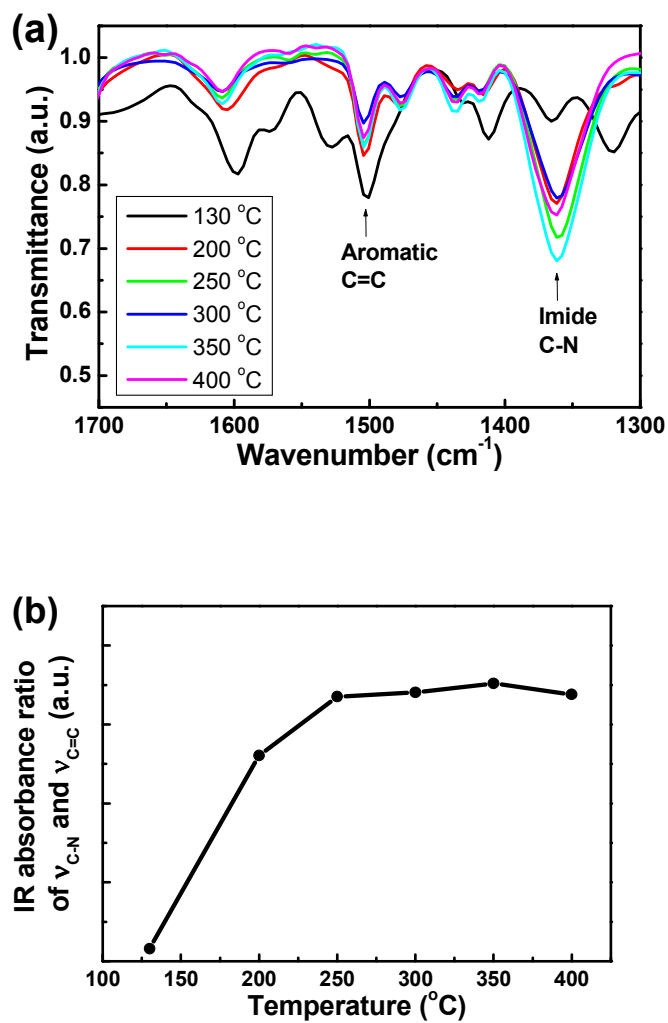 (a)
Transmittance (a.u.)
1.0
0.9
0.8
0.7
0.6
0.5
130 °C
200 °C
250 °C
300 °C
350 °C
400 °C
Aromatic
C=C
Imide
C-N
1700
1600
1500
1400
1300
Wavenumber (cm⁻¹)
(b)
IR absorbance ratio
of νC-N and νC=C (a.u.)
100
150
200
250
300
350
400
Temperature (°C)